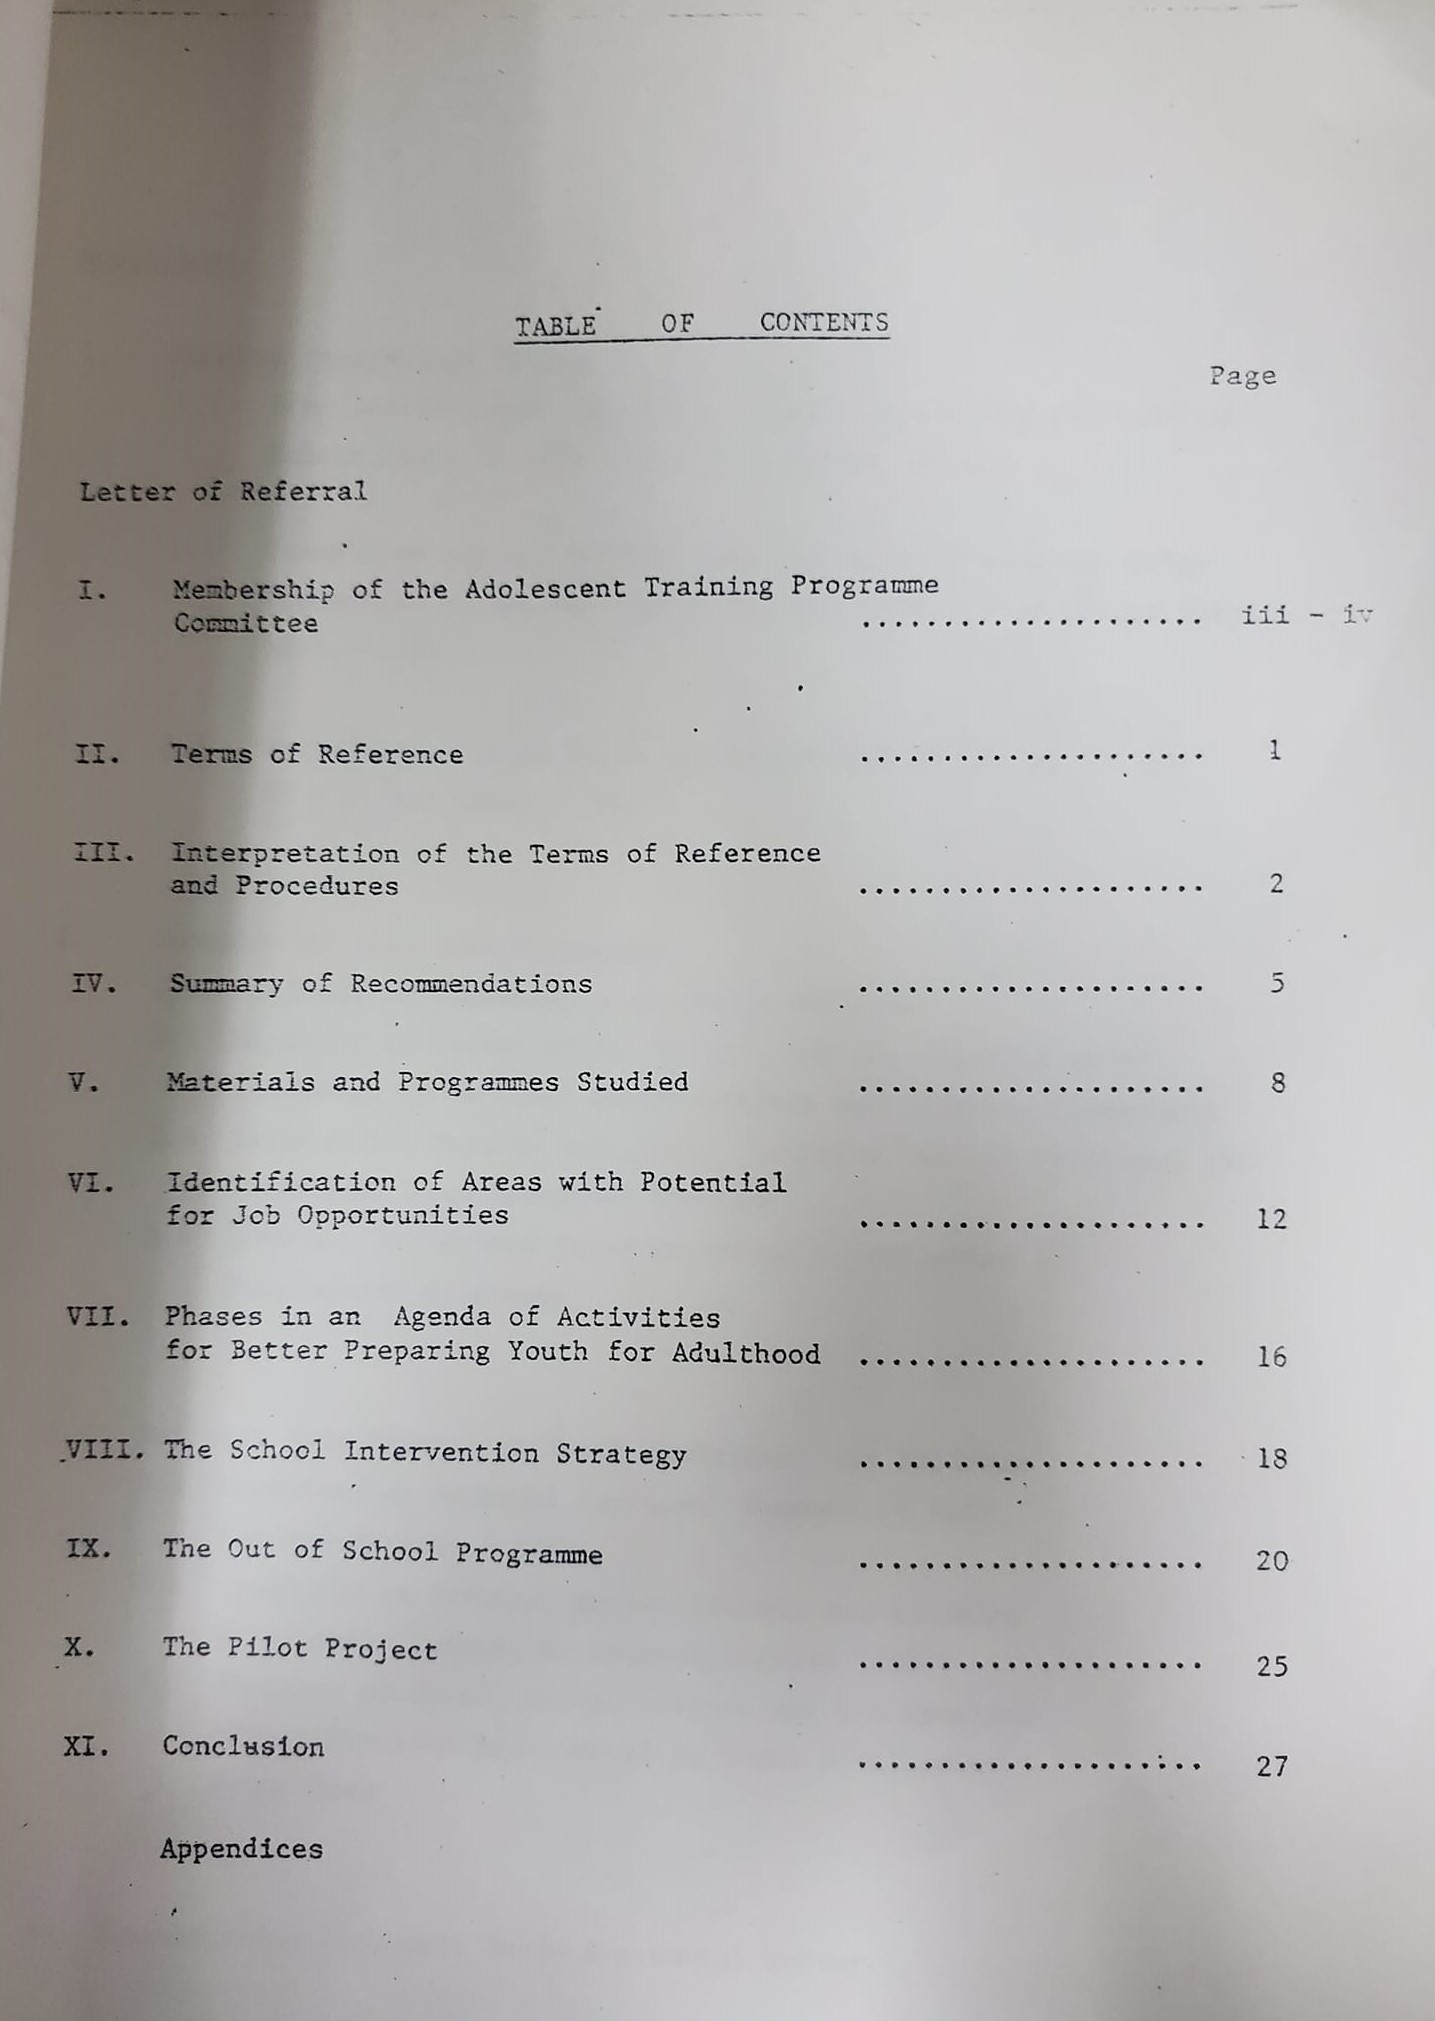 TABLE OF CONTENTS
Page
Letter of Referral
I. Membership of the Adolescent Training Programme
Committee ..................... iii - iv
II. Terms of Reference ..................... 1
III. Interpretation of the Terms of Reference
and Procedures ..................... 2
IV. Summary of Recommendations ..................... 5
V. Materials and Programmes Studied ..................... 8
VI. Identification of Areas with Potential
for Job Opportunities ..................... 12
VII. Phases in an Agenda of Activities
for Better Preparing Youth for Adulthood ..................... 16
VIII. The School Intervention Strategy ..................... 18
IX. The Out of School Programme ..................... 20
X. The Pilot Project ..................... 25
XI. Conclusion ..................... 27
Appendices